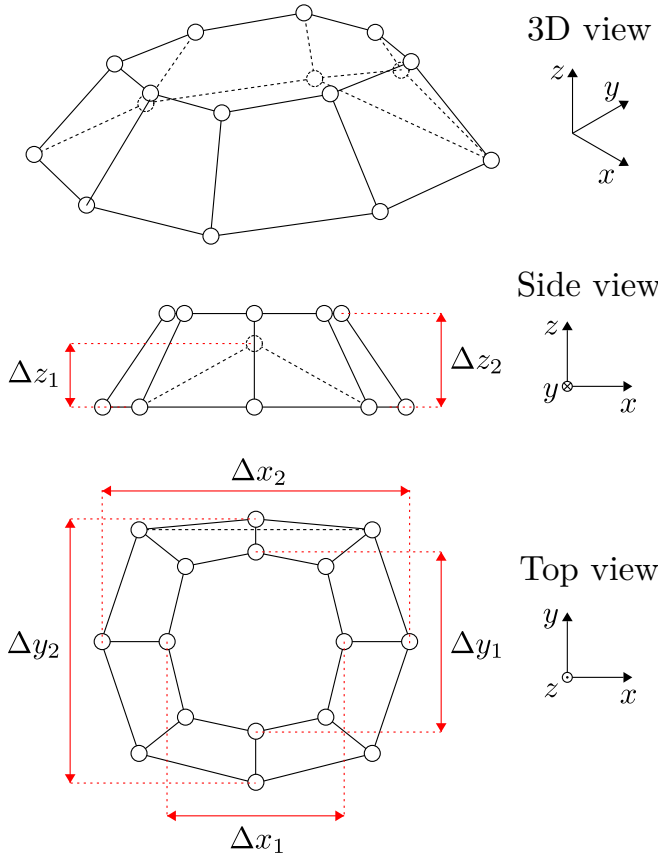 3D view
z
y
x
Side view
Δz₁
Δz₂
z
y
x
Δx₂
Top view
Δy₂
Δy₁
y
z
x
Δx₁